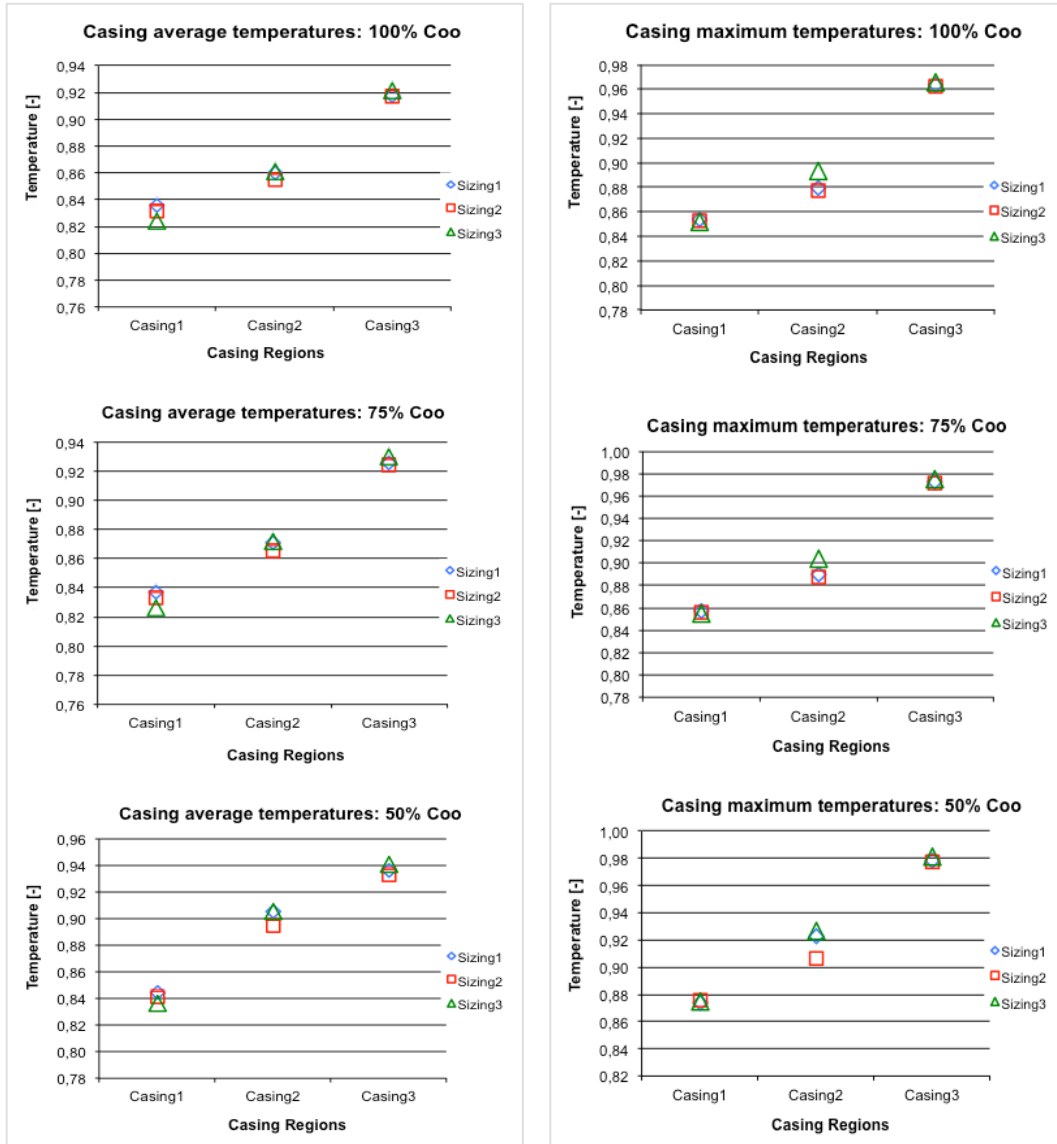 Casing average temperatures: 100% Coo
Temperature [-]
0,94
0,92
0,90
0,88
0,86
0,84
0,82
0,80
0,78
0,76
Casing1 Casing2 Casing3
Casing Regions
Sizing1
Sizing2
Sizing3
Casing maximum temperatures: 100% Coo
Temperature [-]
0,98
0,96
0,94
0,92
0,90
0,88
0,86
0,84
0,82
0,80
0,78
Casing1 Casing2 Casing3
Casing Regions
Sizing1
Sizing2
Sizing3
Casing average temperatures: 75% Coo
Temperature [-]
0,94
0,92
0,90
0,88
0,86
0,84
0,82
0,80
0,78
0,76
Casing1 Casing2 Casing3
Casing Regions
Sizing1
Sizing2
Sizing3
Casing maximum temperatures: 75% Coo
Temperature [-]
1,00
0,98
0,96
0,94
0,92
0,90
0,88
0,86
0,84
0,82
0,80
0,78
Casing1 Casing2 Casing3
Casing Regions
Sizing1
Sizing2
Sizing3
Casing average temperatures: 50% Coo
Temperature [-]
0,96
0,94
0,92
0,90
0,88
0,86
0,84
0,82
0,80
0,78
Casing1 Casing2 Casing3
Casing Regions
Sizing1
Sizing2
Sizing3
Casing maximum temperatures: 50% Coo
Temperature [-]
1,00
0,98
0,96
0,94
0,92
0,90
0,88
0,86
0,84
0,82
Casing1 Casing2 Casing3
Casing Regions
Sizing1
Sizing2
Sizing3